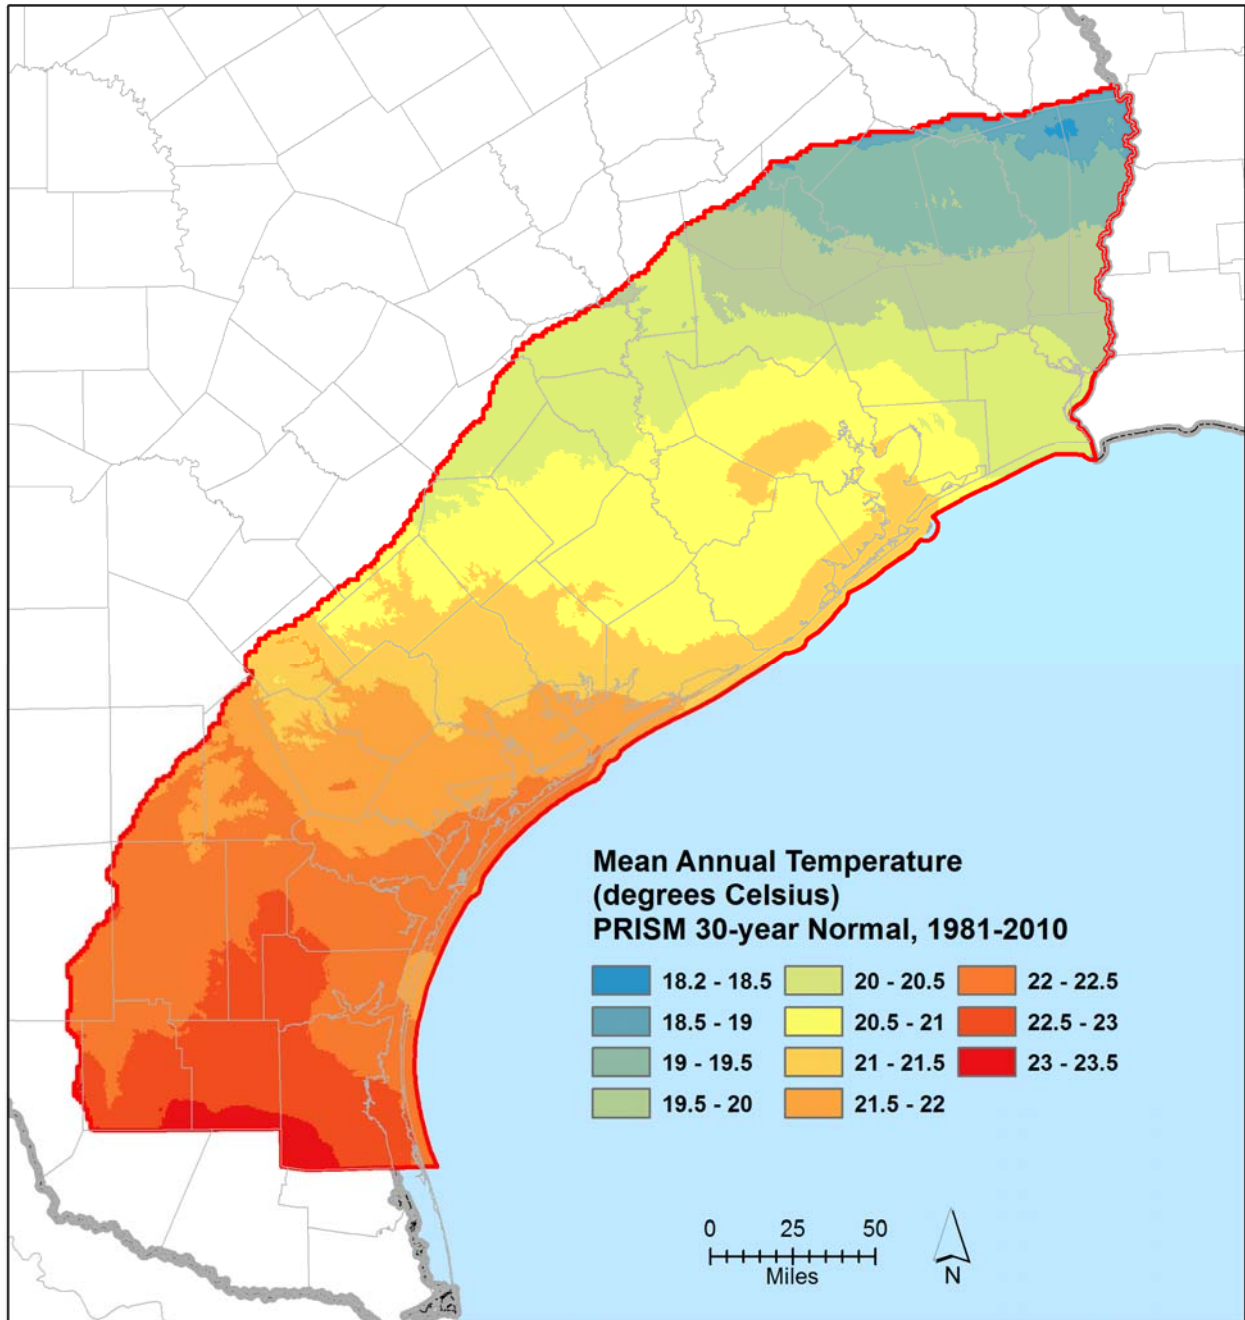 Mean Annual Temperature
(degrees Celsius)
PRISM 30-year Normal, 1981-2010
18.2 - 18.5
20 - 20.5
22 - 22.5
18.5 - 19
20.5 - 21
22.5 - 23
19 - 19.5
21 - 21.5
23 - 23.5
19.5 - 20
21.5 - 22
0 25 50
Miles
N